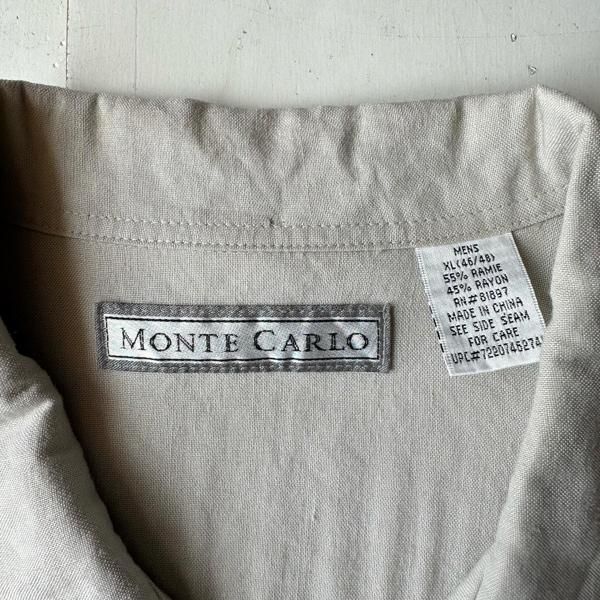 MONTE CARLO
MENS
XL(46/48)
55% RAMIE
45% RAYON
RN#81897
MADE IN CHINA
SEE SIDE SEAM
FOR CARE
UPC#7220745274